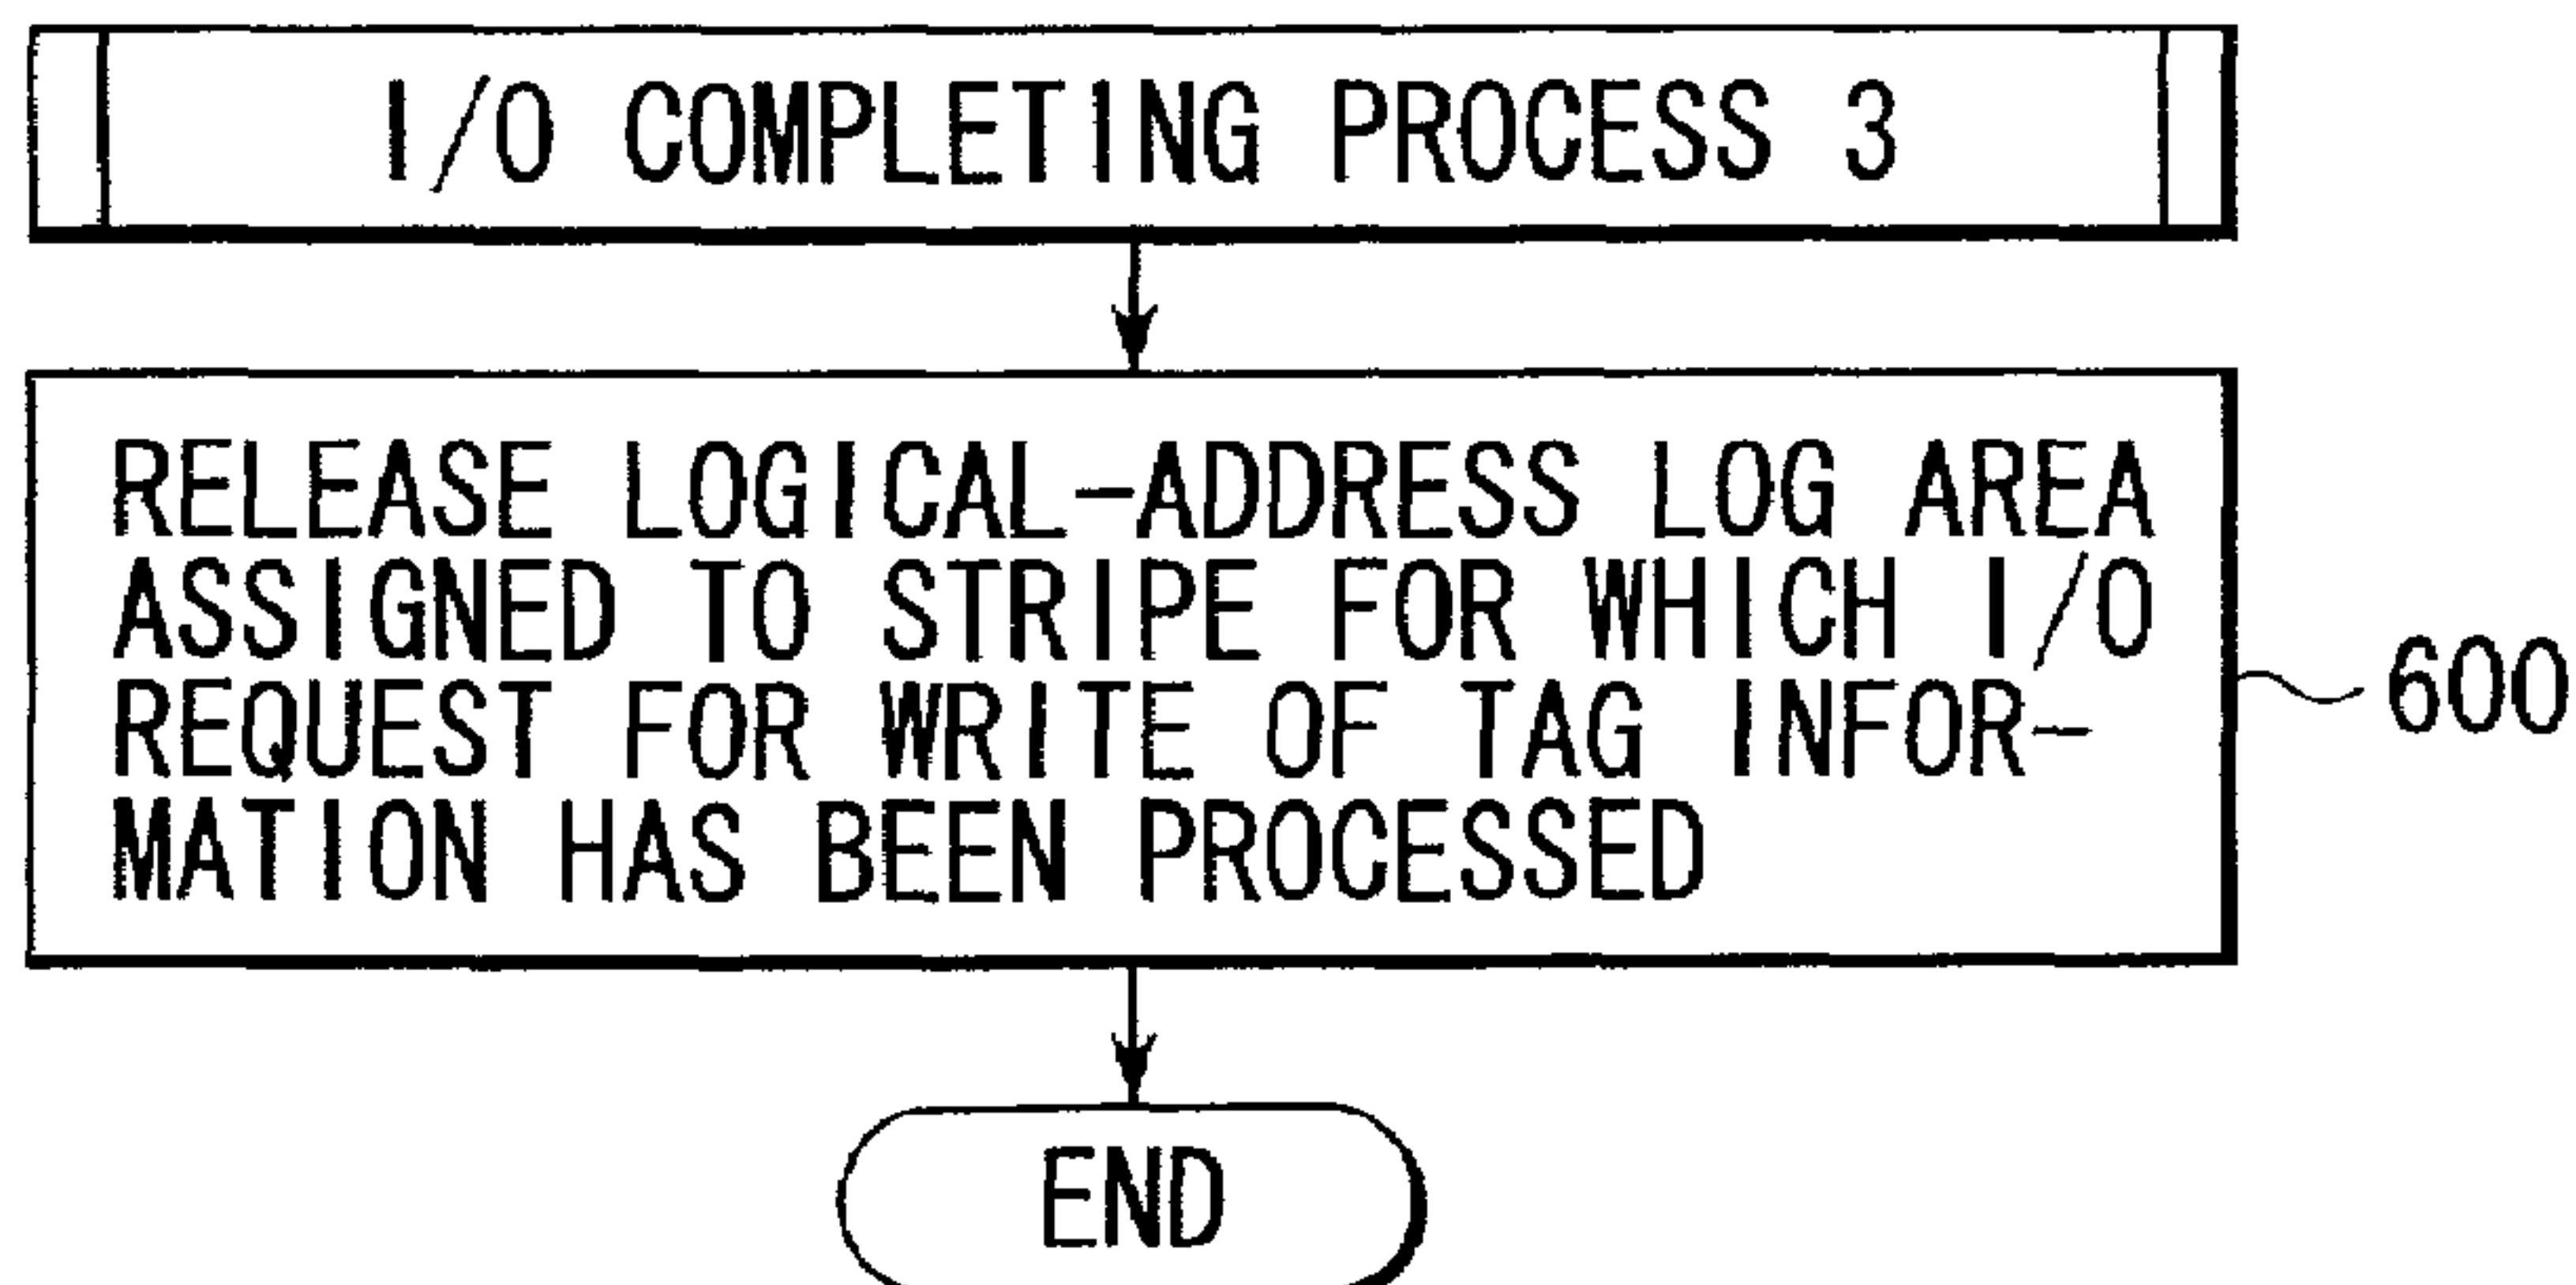 I/O COMPLETING PROCESS 3
RELEASE LOGICAL-ADDRESS LOG AREA
ASSIGNED TO STRIPE FOR WHICH I/O
REQUEST FOR WRITE OF TAG INFOR-
MATION HAS BEEN PROCESSED
600
END